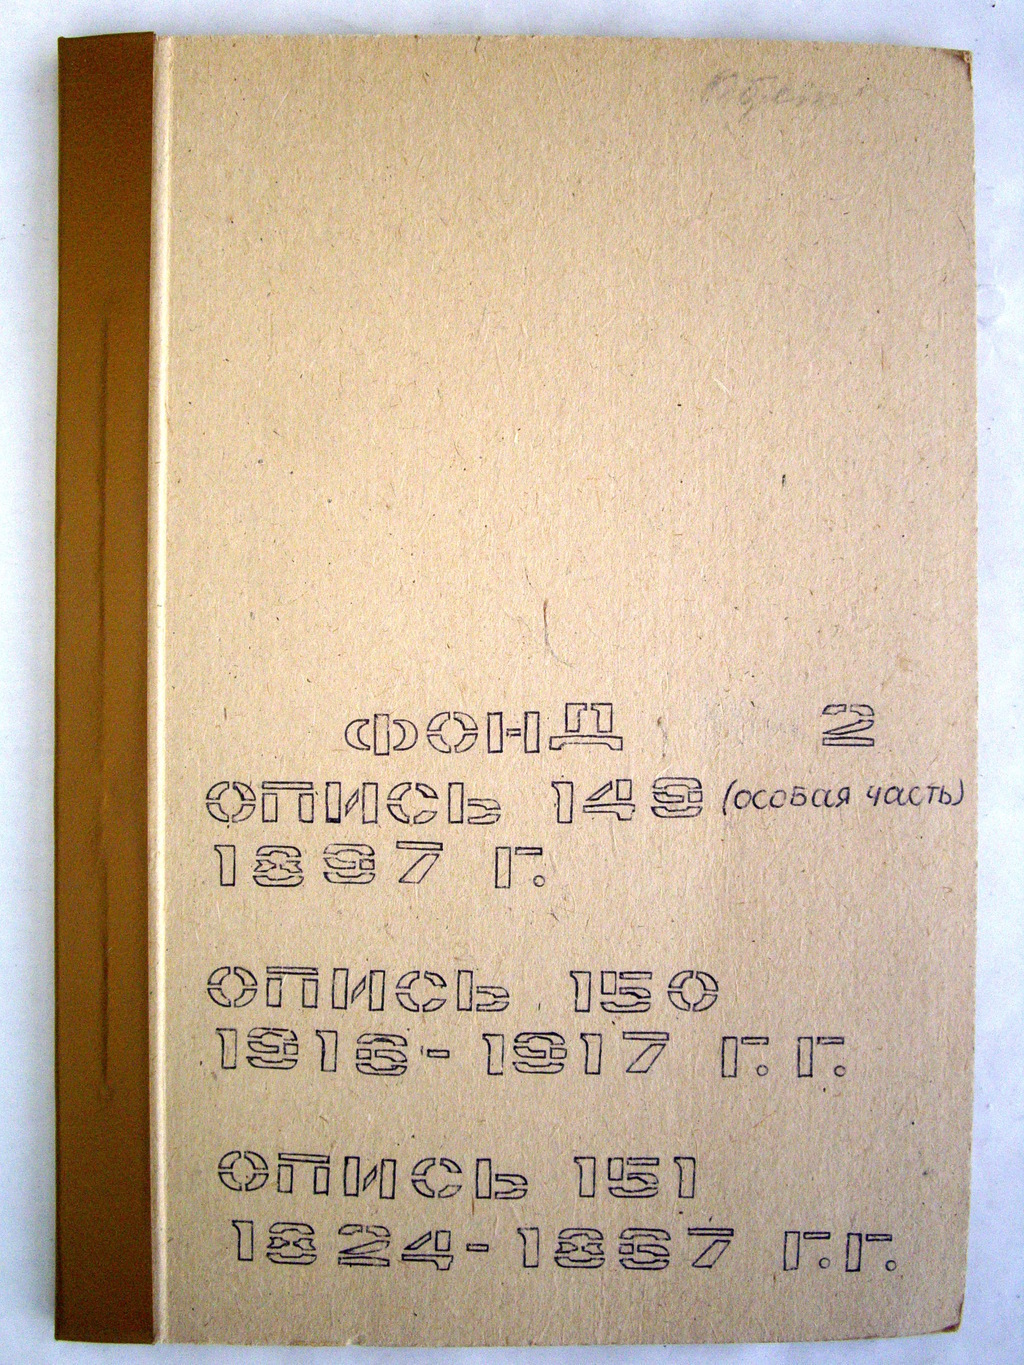 ФОНД 2
ОПИСЬ 149 (особая часть)
1897 Г.
ОПИСЬ 150
1916-1917 Г.Г.
ОПИСЬ 151
1824-1867 Г.Г.